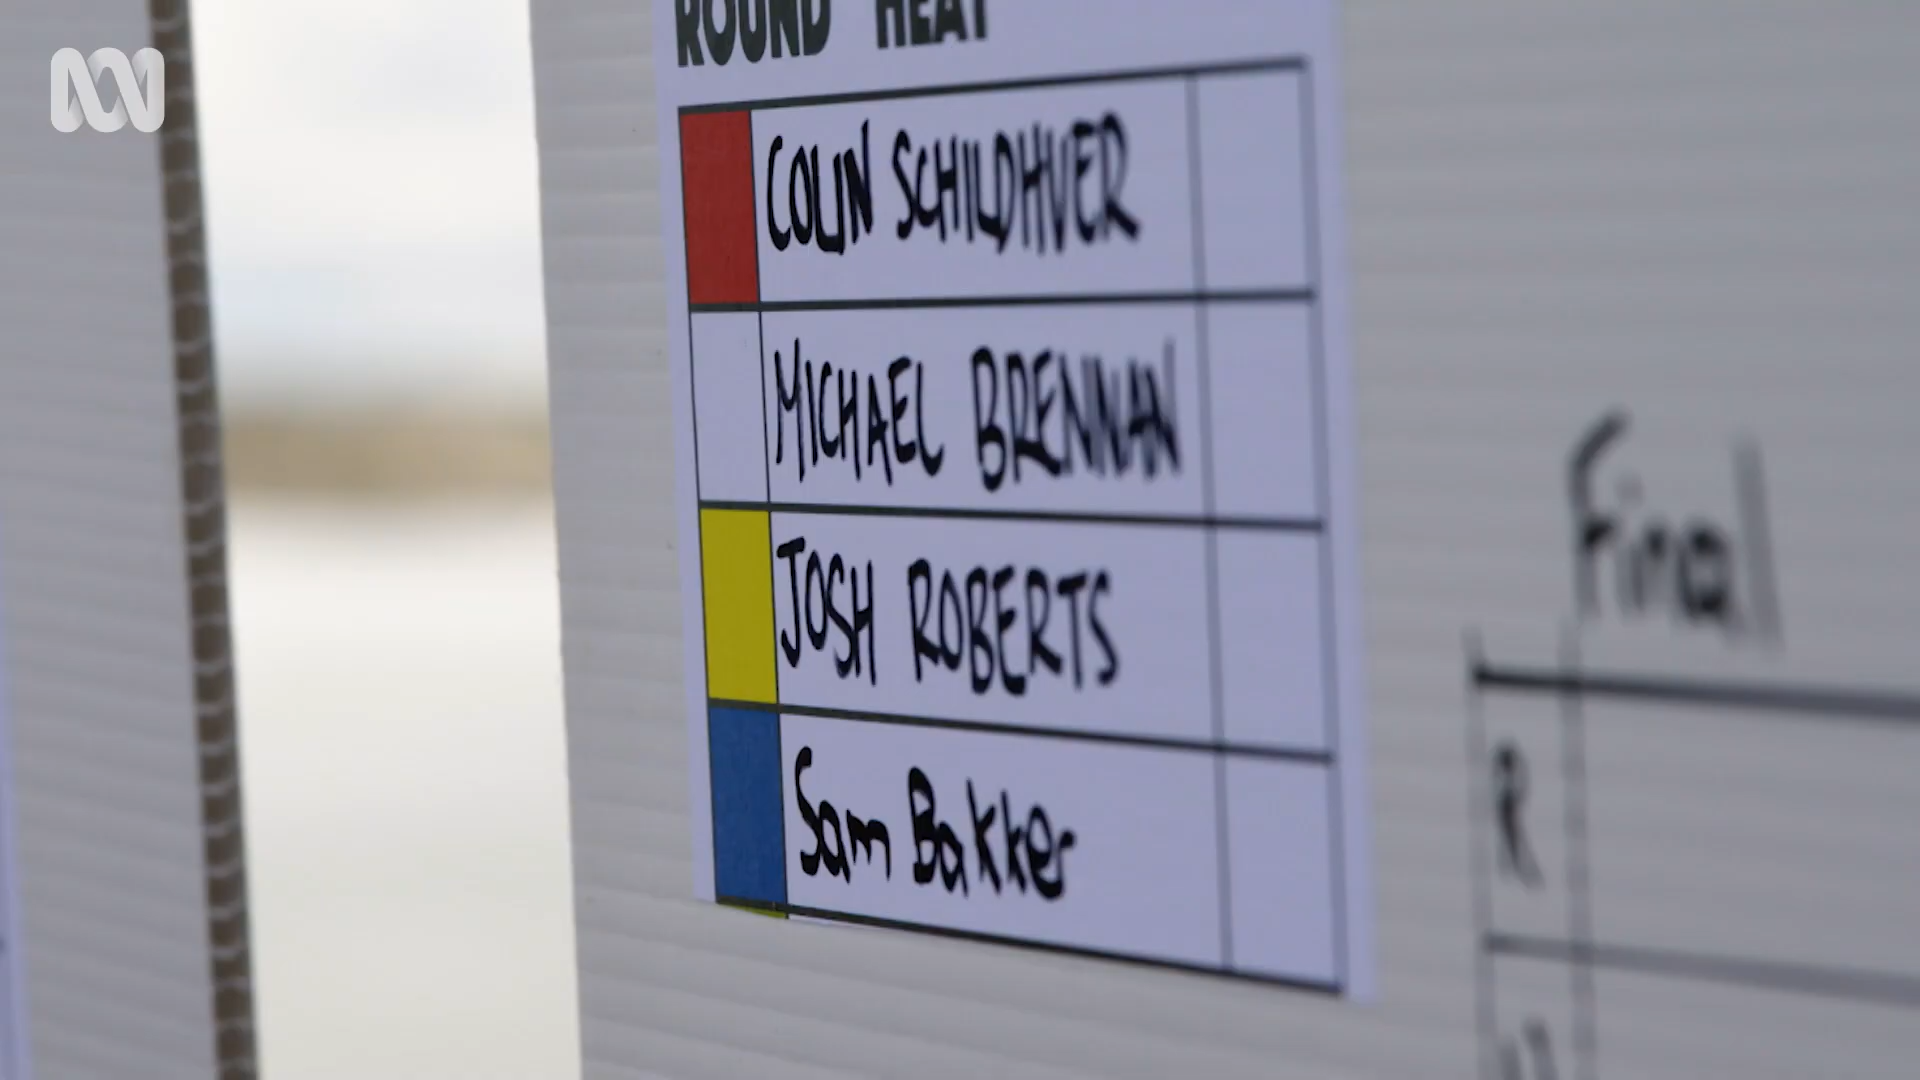 ROUND HEAT
COLIN SCHILDHVER
MICHAEL BRENNAN
JOSH ROBERTS
Sam Bakker
Final
R